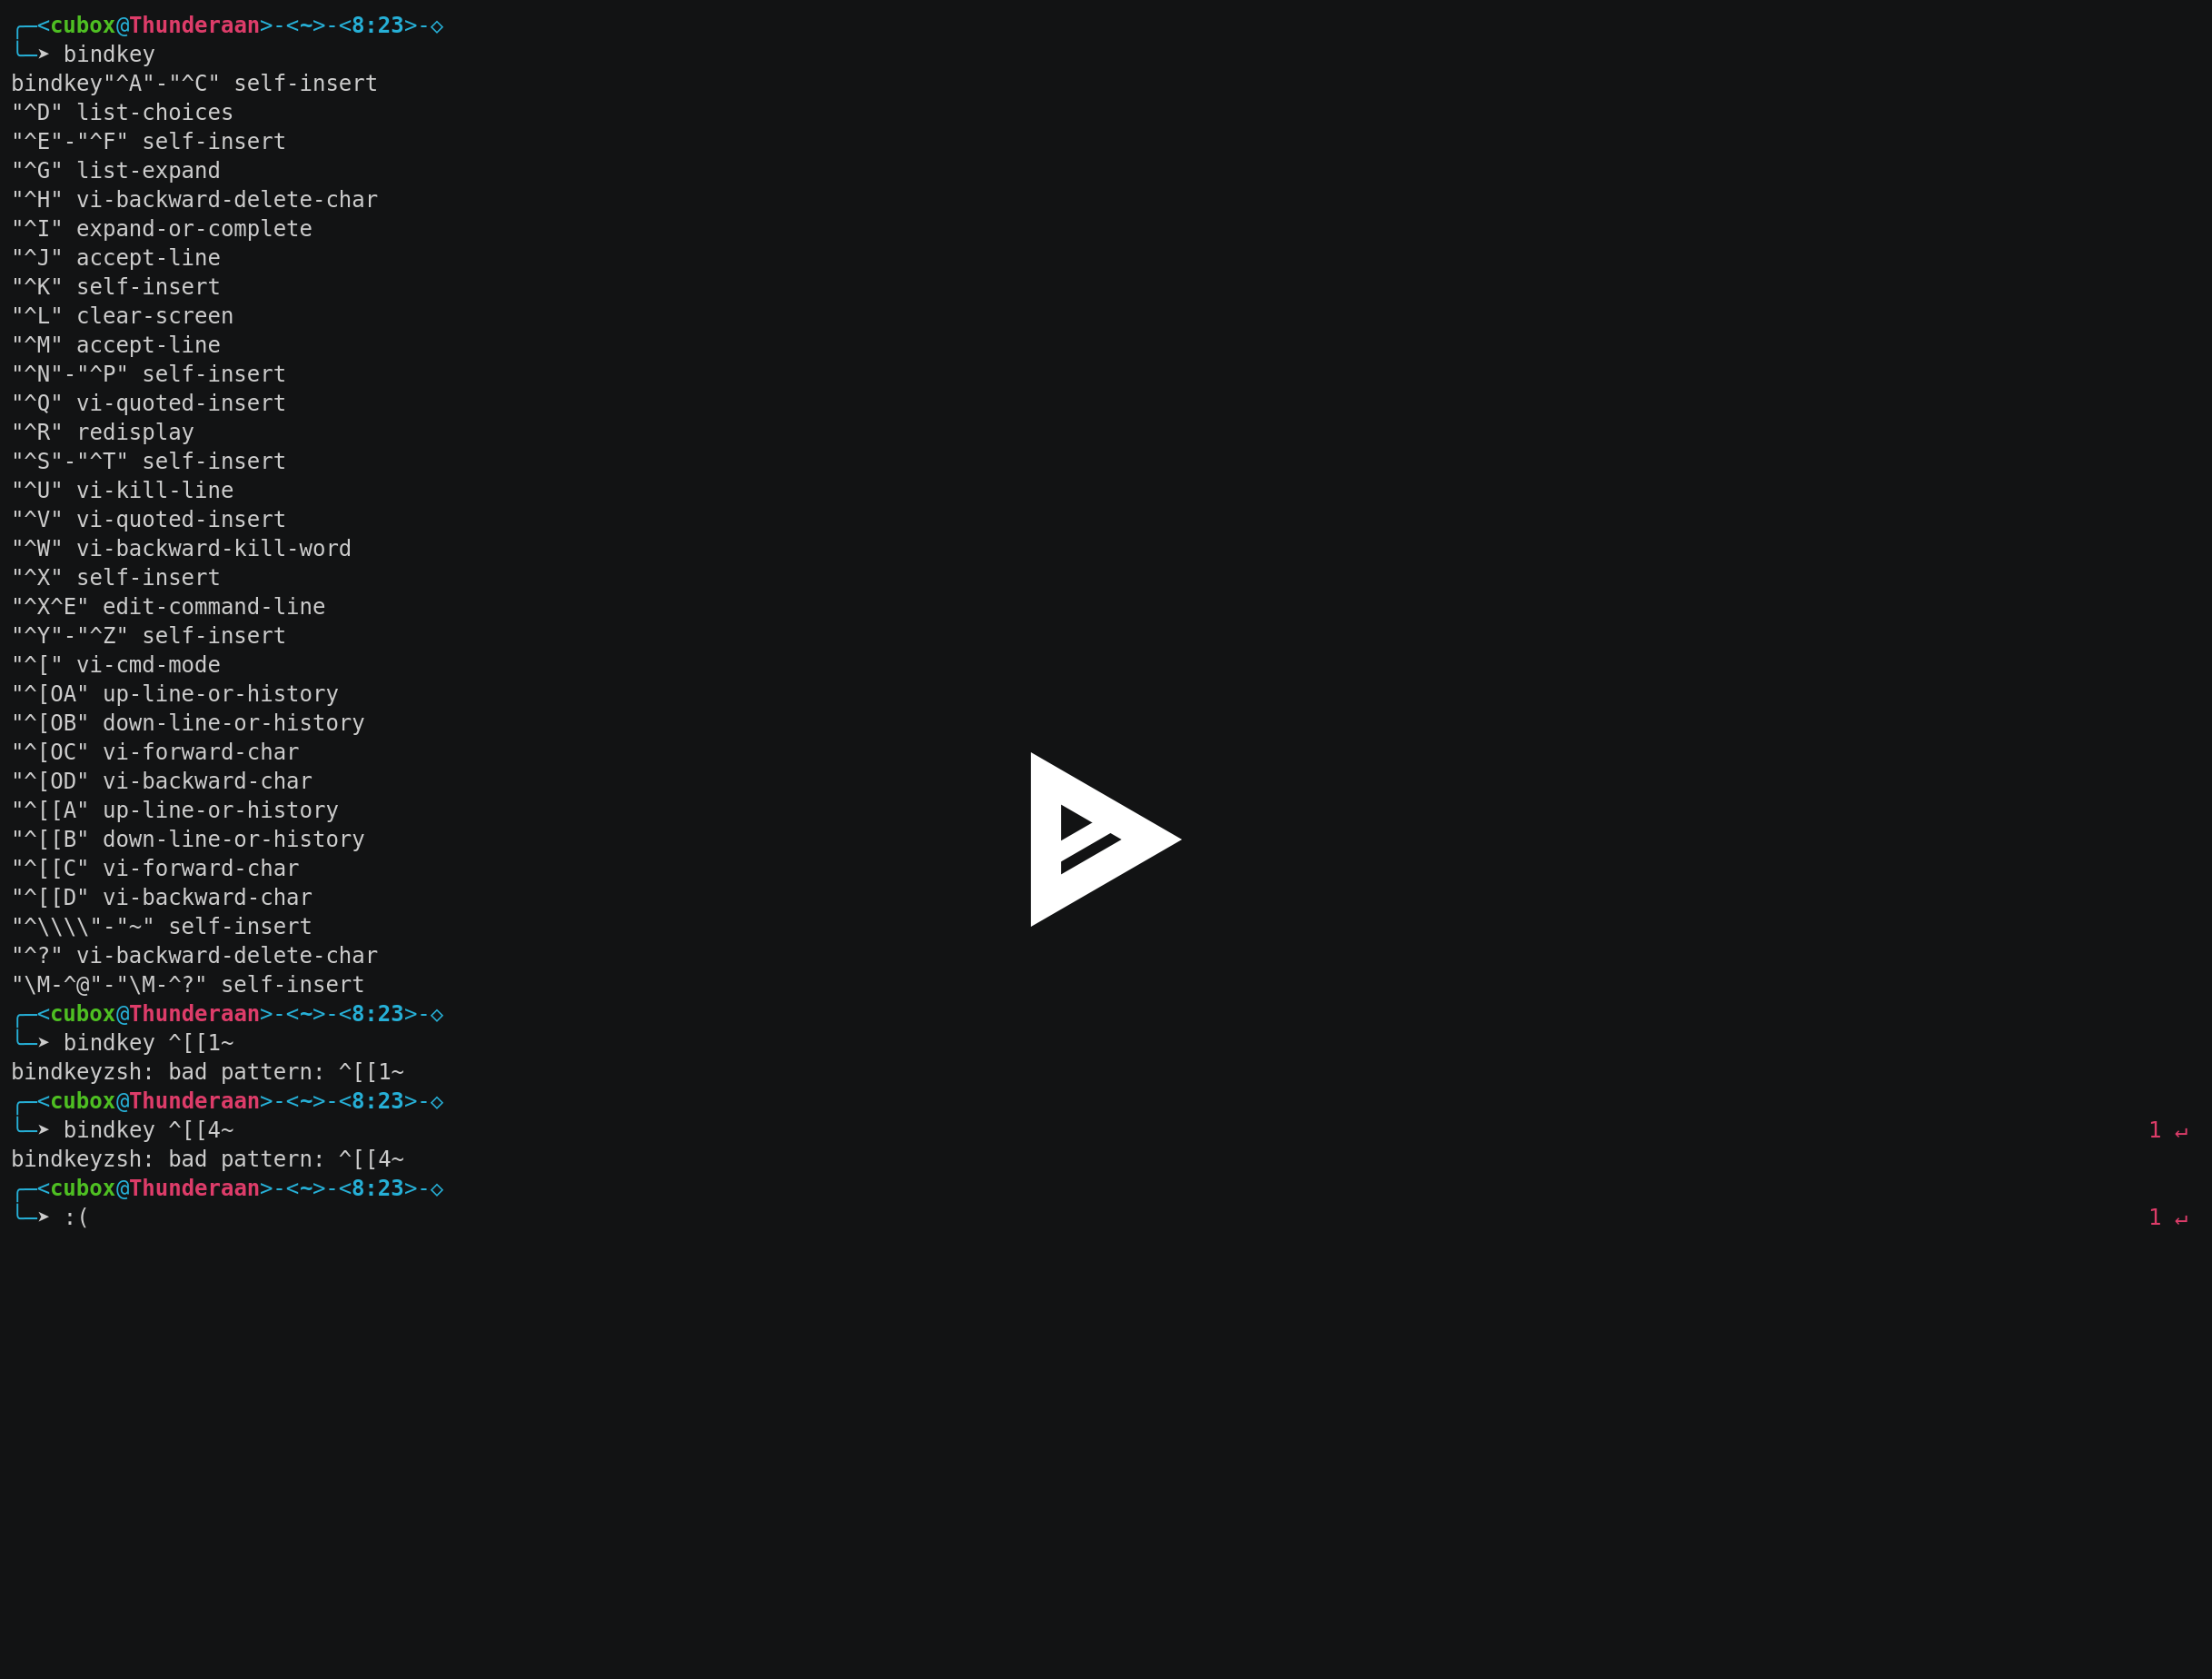 ╭─<cubox@Thunderaan>-<~>-<8:23>-◇
╰─➤ bindkey
bindkey"^A"-"^C" self-insert
"^D" list-choices
"^E"-"^F" self-insert
"^G" list-expand
"^H" vi-backward-delete-char
"^I" expand-or-complete
"^J" accept-line
"^K" self-insert
"^L" clear-screen
"^M" accept-line
"^N"-"^P" self-insert
"^Q" vi-quoted-insert
"^R" redisplay
"^S"-"^T" self-insert
"^U" vi-kill-line
"^V" vi-quoted-insert
"^W" vi-backward-kill-word
"^X" self-insert
"^X^E" edit-command-line
"^Y"-"^Z" self-insert
"^[" vi-cmd-mode
"^[OA" up-line-or-history
"^[OB" down-line-or-history
"^[OC" vi-forward-char
"^[OD" vi-backward-char
"^[[A" up-line-or-history
"^[[B" down-line-or-history
"^[[C" vi-forward-char
"^[[D" vi-backward-char
"^\\\\"-"~" self-insert
"^?" vi-backward-delete-char
"\M-^@"-"\M-^?" self-insert
╭─<cubox@Thunderaan>-<~>-<8:23>-◇
╰─➤ bindkey ^[[1~
bindkeyzsh: bad pattern: ^[[1~
╭─<cubox@Thunderaan>-<~>-<8:23>-◇
╰─➤ bindkey ^[[4~ 1 ↵
bindkeyzsh: bad pattern: ^[[4~
╭─<cubox@Thunderaan>-<~>-<8:23>-◇
╰─➤ :( 1 ↵